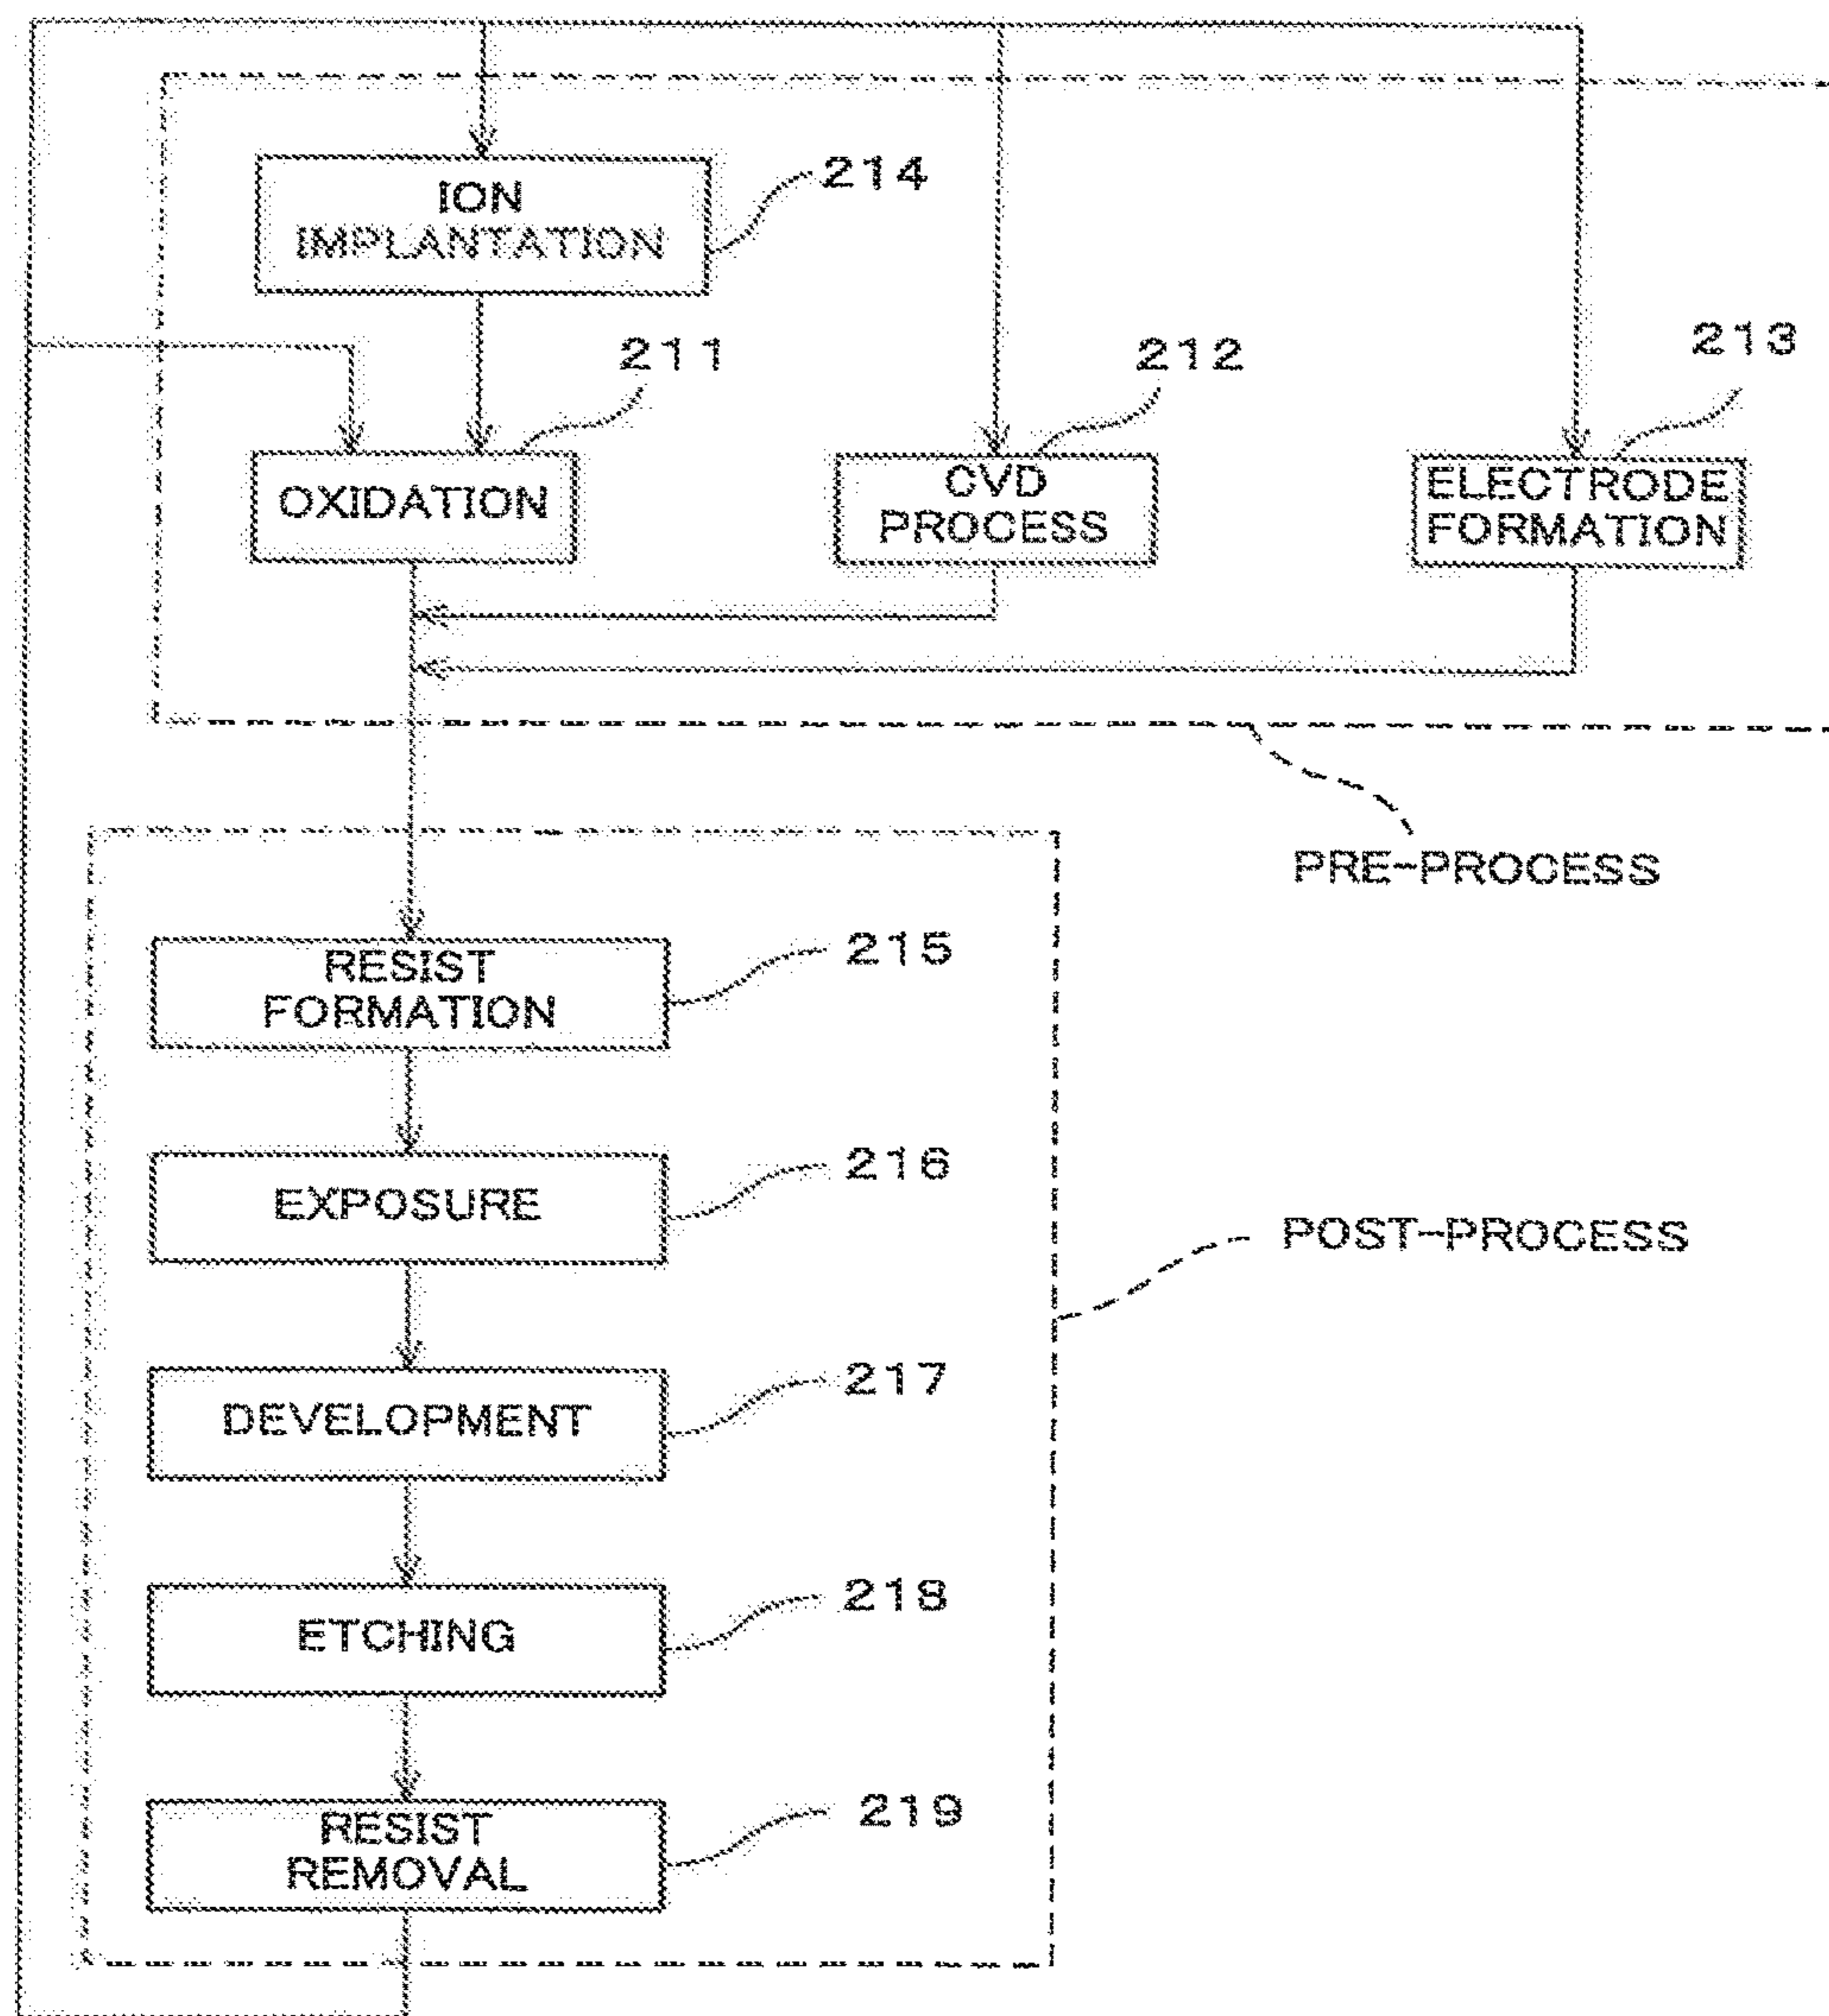 ION
IMPLANTATION
214
211
212
213
OXIDATION
CVD
PROCESS
ELECTRODE
FORMATION
PRE-PROCESS
RESIST
FORMATION
215
EXPOSURE
216
POST-PROCESS
DEVELOPMENT
217
ETCHING
218
RESIST
REMOVAL
219